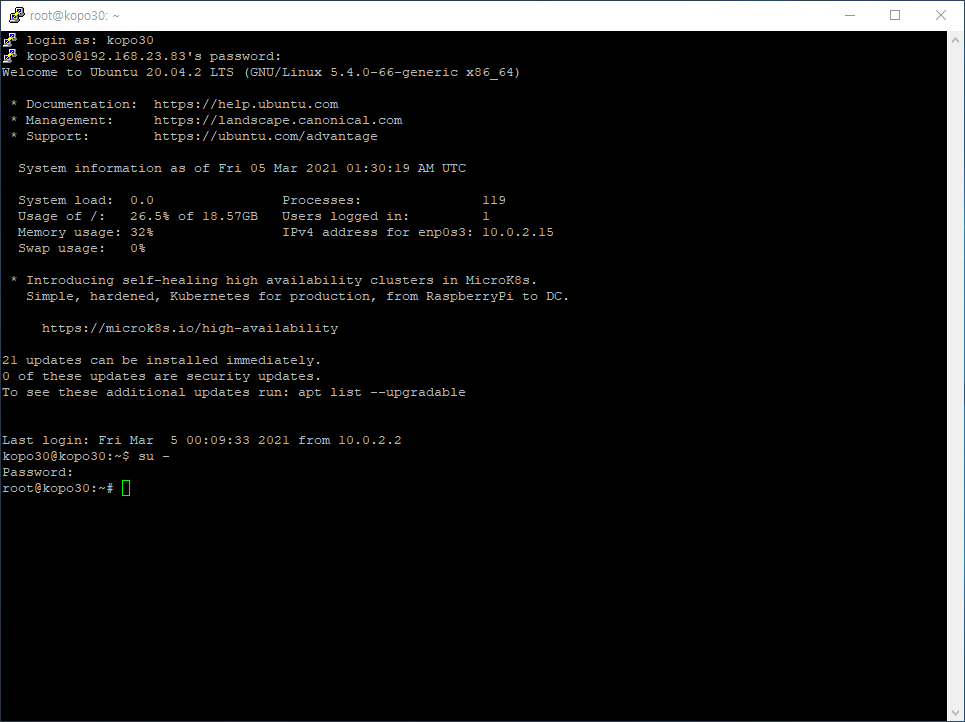 root@kopo30: ~
login as: kopo30
kopo30@192.168.23.83's password:
Welcome to Ubuntu 20.04.2 LTS (GNU/Linux 5.4.0-66-generic x86_64)
* Documentation:  https://help.ubuntu.com
* Management:     https://landscape.canonical.com
* Support:        https://ubuntu.com/advantage
System information as of Fri 05 Mar 2021 01:30:19 AM UTC
System load:  0.0                Processes:               119
Usage of /:   26.5% of 18.57GB   Users logged in:         1
Memory usage: 32%                IPv4 address for enp0s3: 10.0.2.15
Swap usage:   0%
* Introducing self-healing high availability clusters in MicroK8s.
Simple, hardened, Kubernetes for production, from RaspberryPi to DC.
https://microk8s.io/high-availability
21 updates can be installed immediately.
0 of these updates are security updates.
To see these additional updates run: apt list --upgradable
Last login: Fri Mar  5 00:09:33 2021 from 10.0.2.2
kopo30@kopo30:~$ su -
Password:
root@kopo30:~#